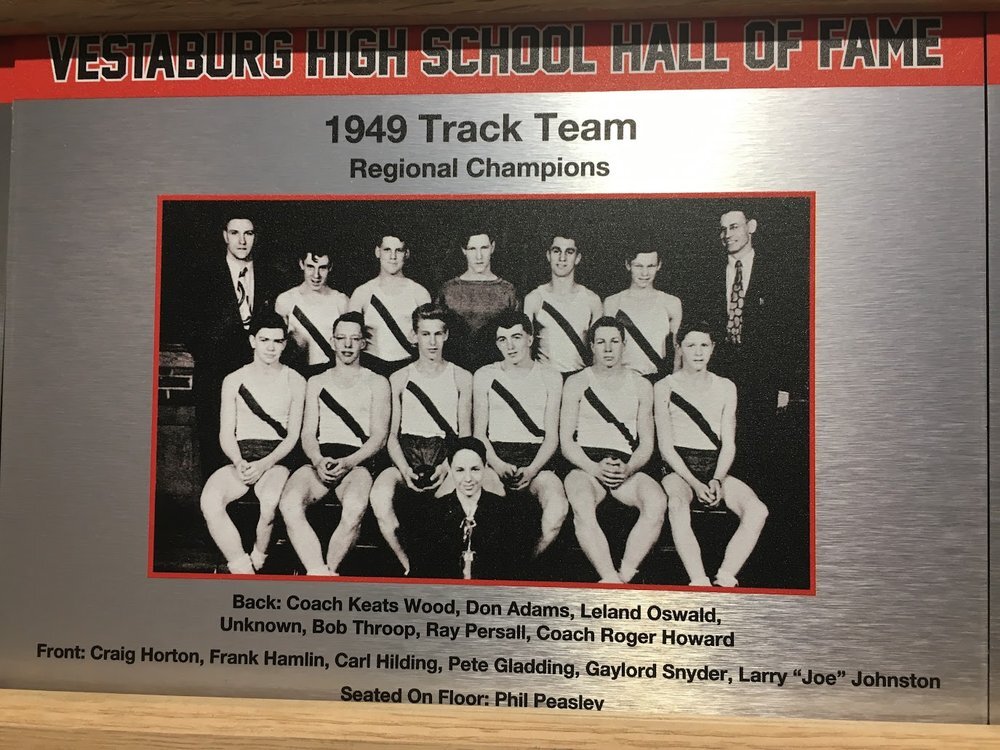 VESTABURG HIGH SCHOOL HALL OF FAME
1949 Track Team
Regional Champions
Back: Coach Keats Wood, Don Adams, Leland Oswald,
Unknown, Bob Throop, Ray Persall, Coach Roger Howard
Front: Craig Horton, Frank Hamlin, Carl Hilding, Pete Gladding, Gaylord Snyder, Larry “Joe” Johnston
Seated On Floor: Phil Peasley